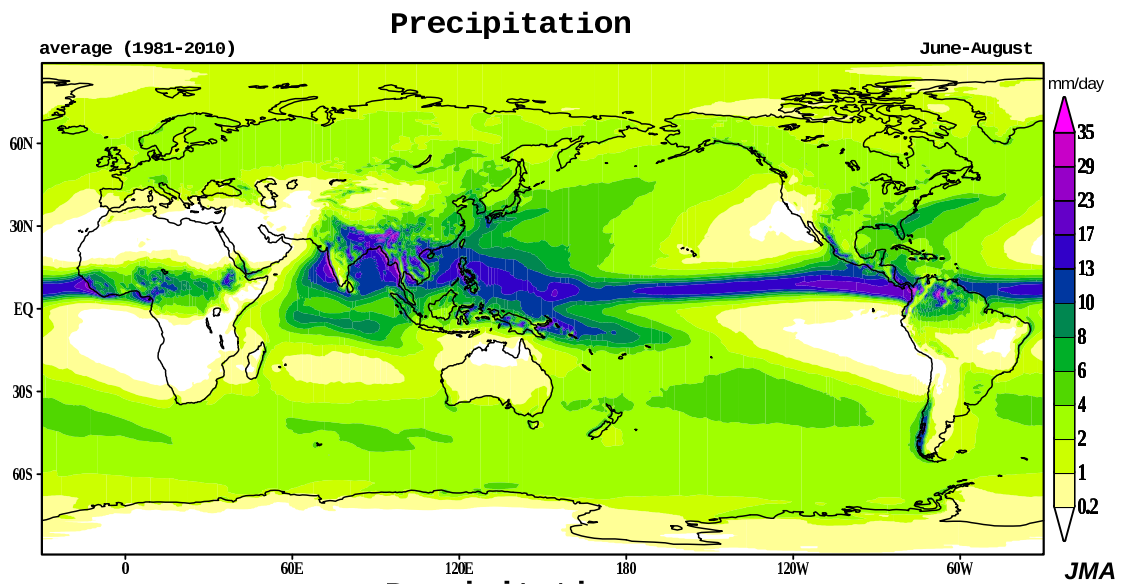 Precipitation
average (1981-2010) June-August
mm/day
35
29
23
17
13
10
8
6
4
2
1
0.2
60N
30N
EQ
30S
60S
0 60E 120E 180 120W 60W
JMA